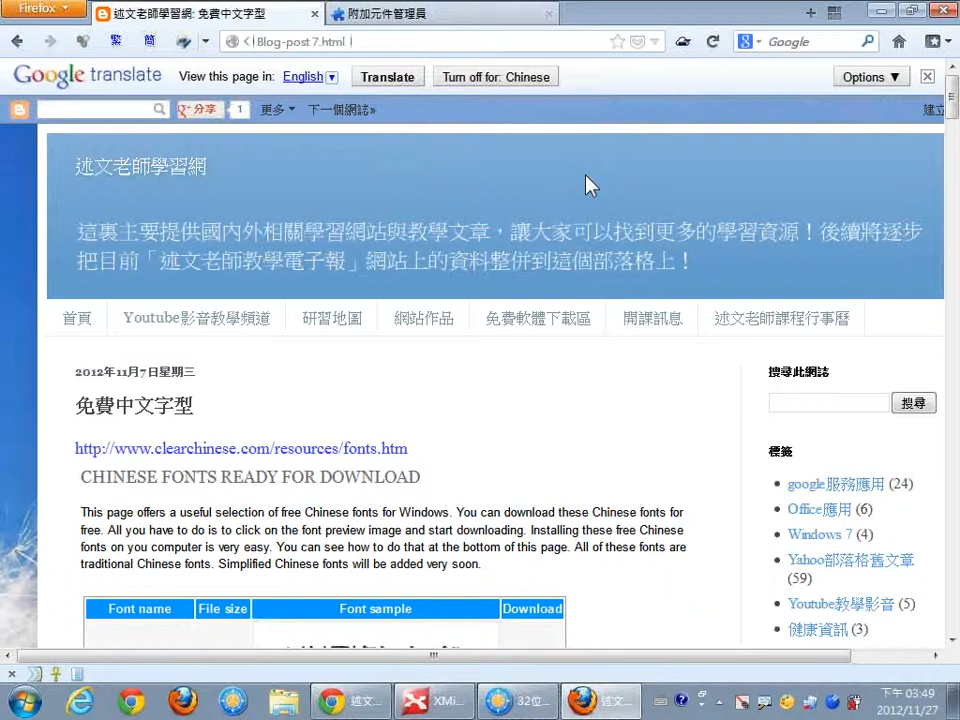 Firefox
述文老師學習網: 免費中文字型
附加元件管理員
繁 簡
Blog-post 7.html
Google
Google translate View this page in: English Translate Turn off for: Chinese Options ▼
分享 1 更多 下一個網誌» 建立
述文老師學習網
這裏主要提供國內外相關學習網站與教學文章，讓大家可以找到更多的學習資源！後續將逐步
把目前「述文老師教學電子報」網站上的資料整併到這個部落格上！
首頁 Youtube影音教學頻道 研習地圖 網站作品 免費軟體下載區 開課訊息 述文老師課程行事曆
2012年11月7日星期三
免費中文字型
http://www.clearchinese.com/resources/fonts.htm
CHINESE FONTS READY FOR DOWNLOAD
This page offers a useful selection of free Chinese fonts for Windows. You can download these Chinese fonts for
free. All you have to do is to click on the font preview image and start downloading. Installing these free Chinese
fonts on you computer is very easy. You can see how to do that at the bottom of this page. All of these fonts are
traditional Chinese fonts. Simplified Chinese fonts will be added very soon.
Font name File size Font sample Download
搜尋此網誌
搜尋
標籤
google服務應用 (24)
Office應用 (6)
Windows 7 (4)
Yahoo部落格舊文章
(59)
Youtube教學影音 (5)
健康資訊 (3)
述文...
XMi...
32位...
述文...
下午 03:49
2012/11/27